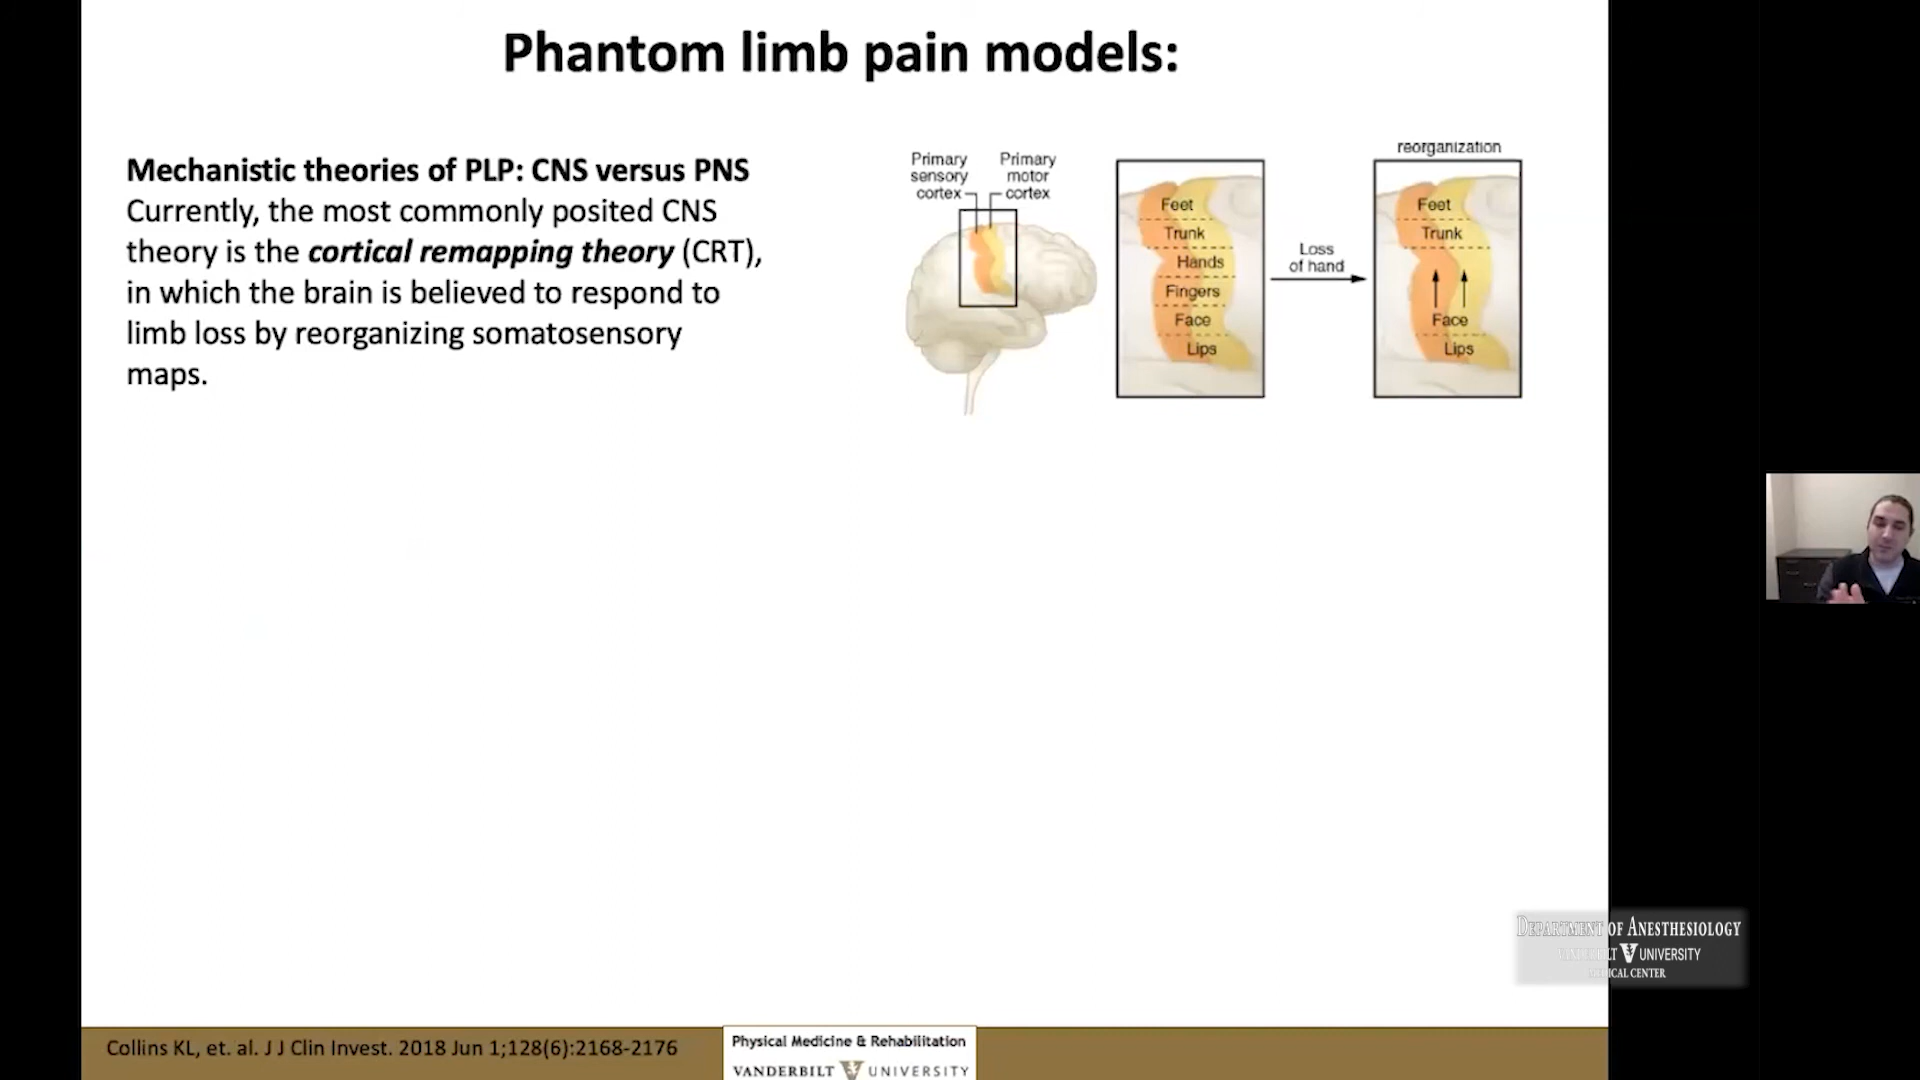 Phantom limb pain models:
Mechanistic theories of PLP: CNS versus PNS
Currently, the most commonly posited CNS
theory is the cortical remapping theory (CRT),
in which the brain is believed to respond to
limb loss by reorganizing somatosensory
maps.
Primary
sensory
cortex
Primary
motor
cortex
Feet
Trunk
Hands
Fingers
Face
Lips
Loss
of hand
reorganization
Feet
Trunk
Face
Lips
DEPARTMENT OF ANESTHESIOLOGY
VANDERBILT UNIVERSITY
MEDICAL CENTER
Collins KL, et. al. J J Clin Invest. 2018 Jun 1;128(6):2168-2176
Physical Medicine & Rehabilitation
VANDERBILT UNIVERSITY